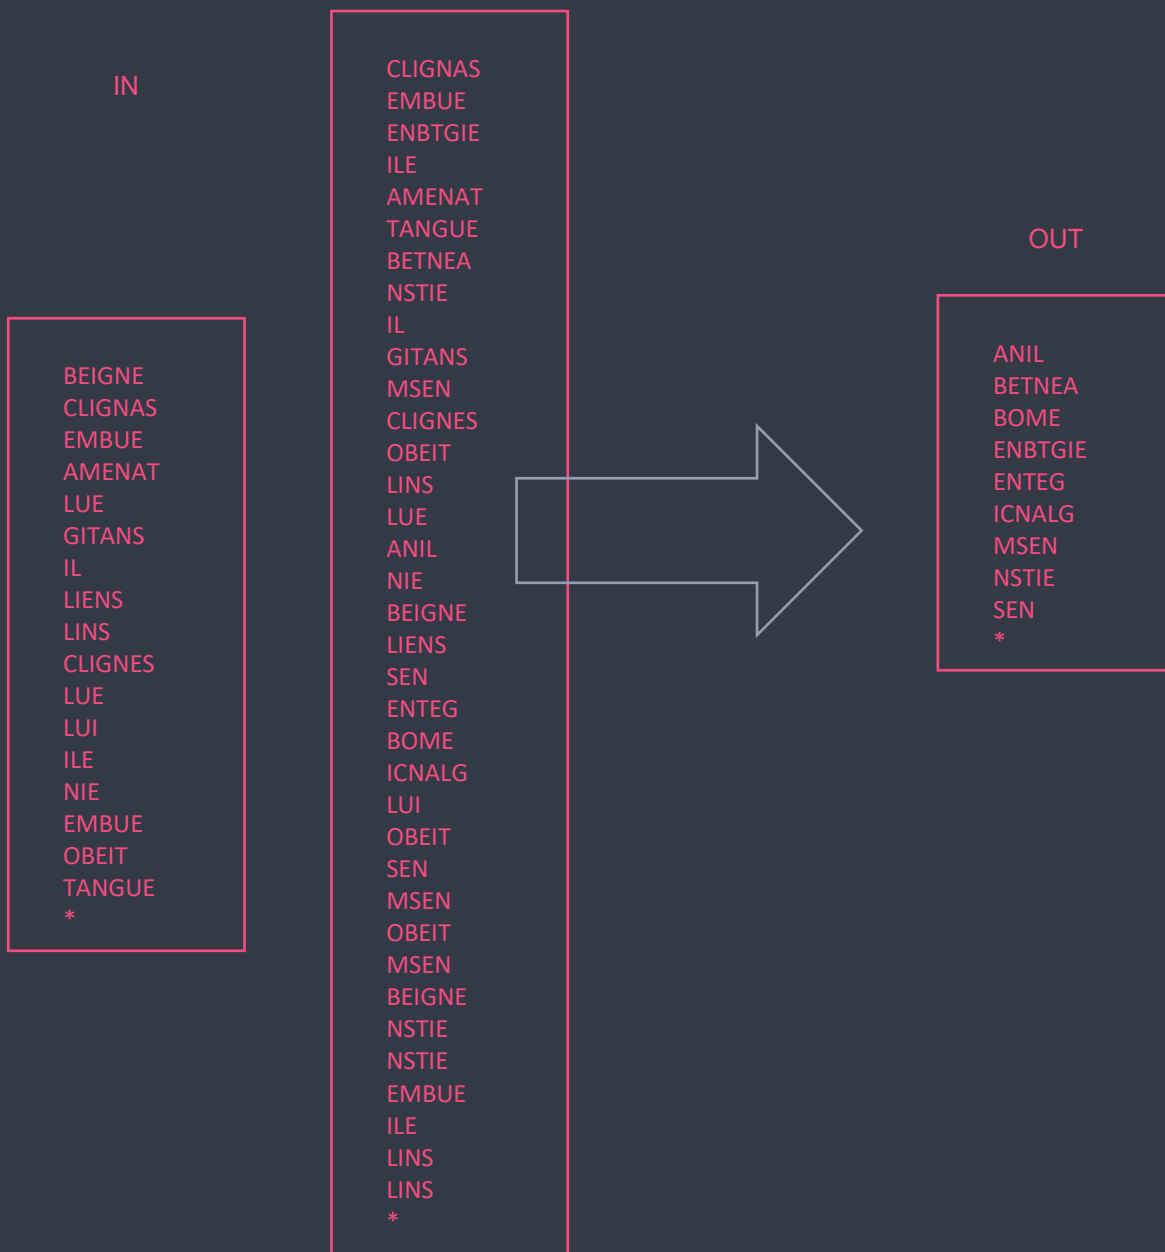 IN
BEIGNE
CLIGNAS
EMBUE
AMENAT
LUE
GITANS
IL
LIENS
LINS
CLIGNES
LUE
LUI
ILE
NIE
EMBUE
OBEIT
TANGUE
*
CLIGNAS
EMBUE
ENBTGIE
ILE
AMENAT
TANGUE
BETNEA
NSTIE
IL
GITANS
MSEN
CLIGNES
OBEIT
LINS
LUE
ANIL
NIE
BEIGNE
LIENS
SEN
ENTEG
BOME
ICNALG
LUI
OBEIT
SEN
MSEN
OBEIT
MSEN
BEIGNE
NSTIE
NSTIE
EMBUE
ILE
LINS
LINS
*
OUT
ANIL
BETNEA
BOME
ENBTGIE
ENTEG
ICNALG
MSEN
NSTIE
SEN
*